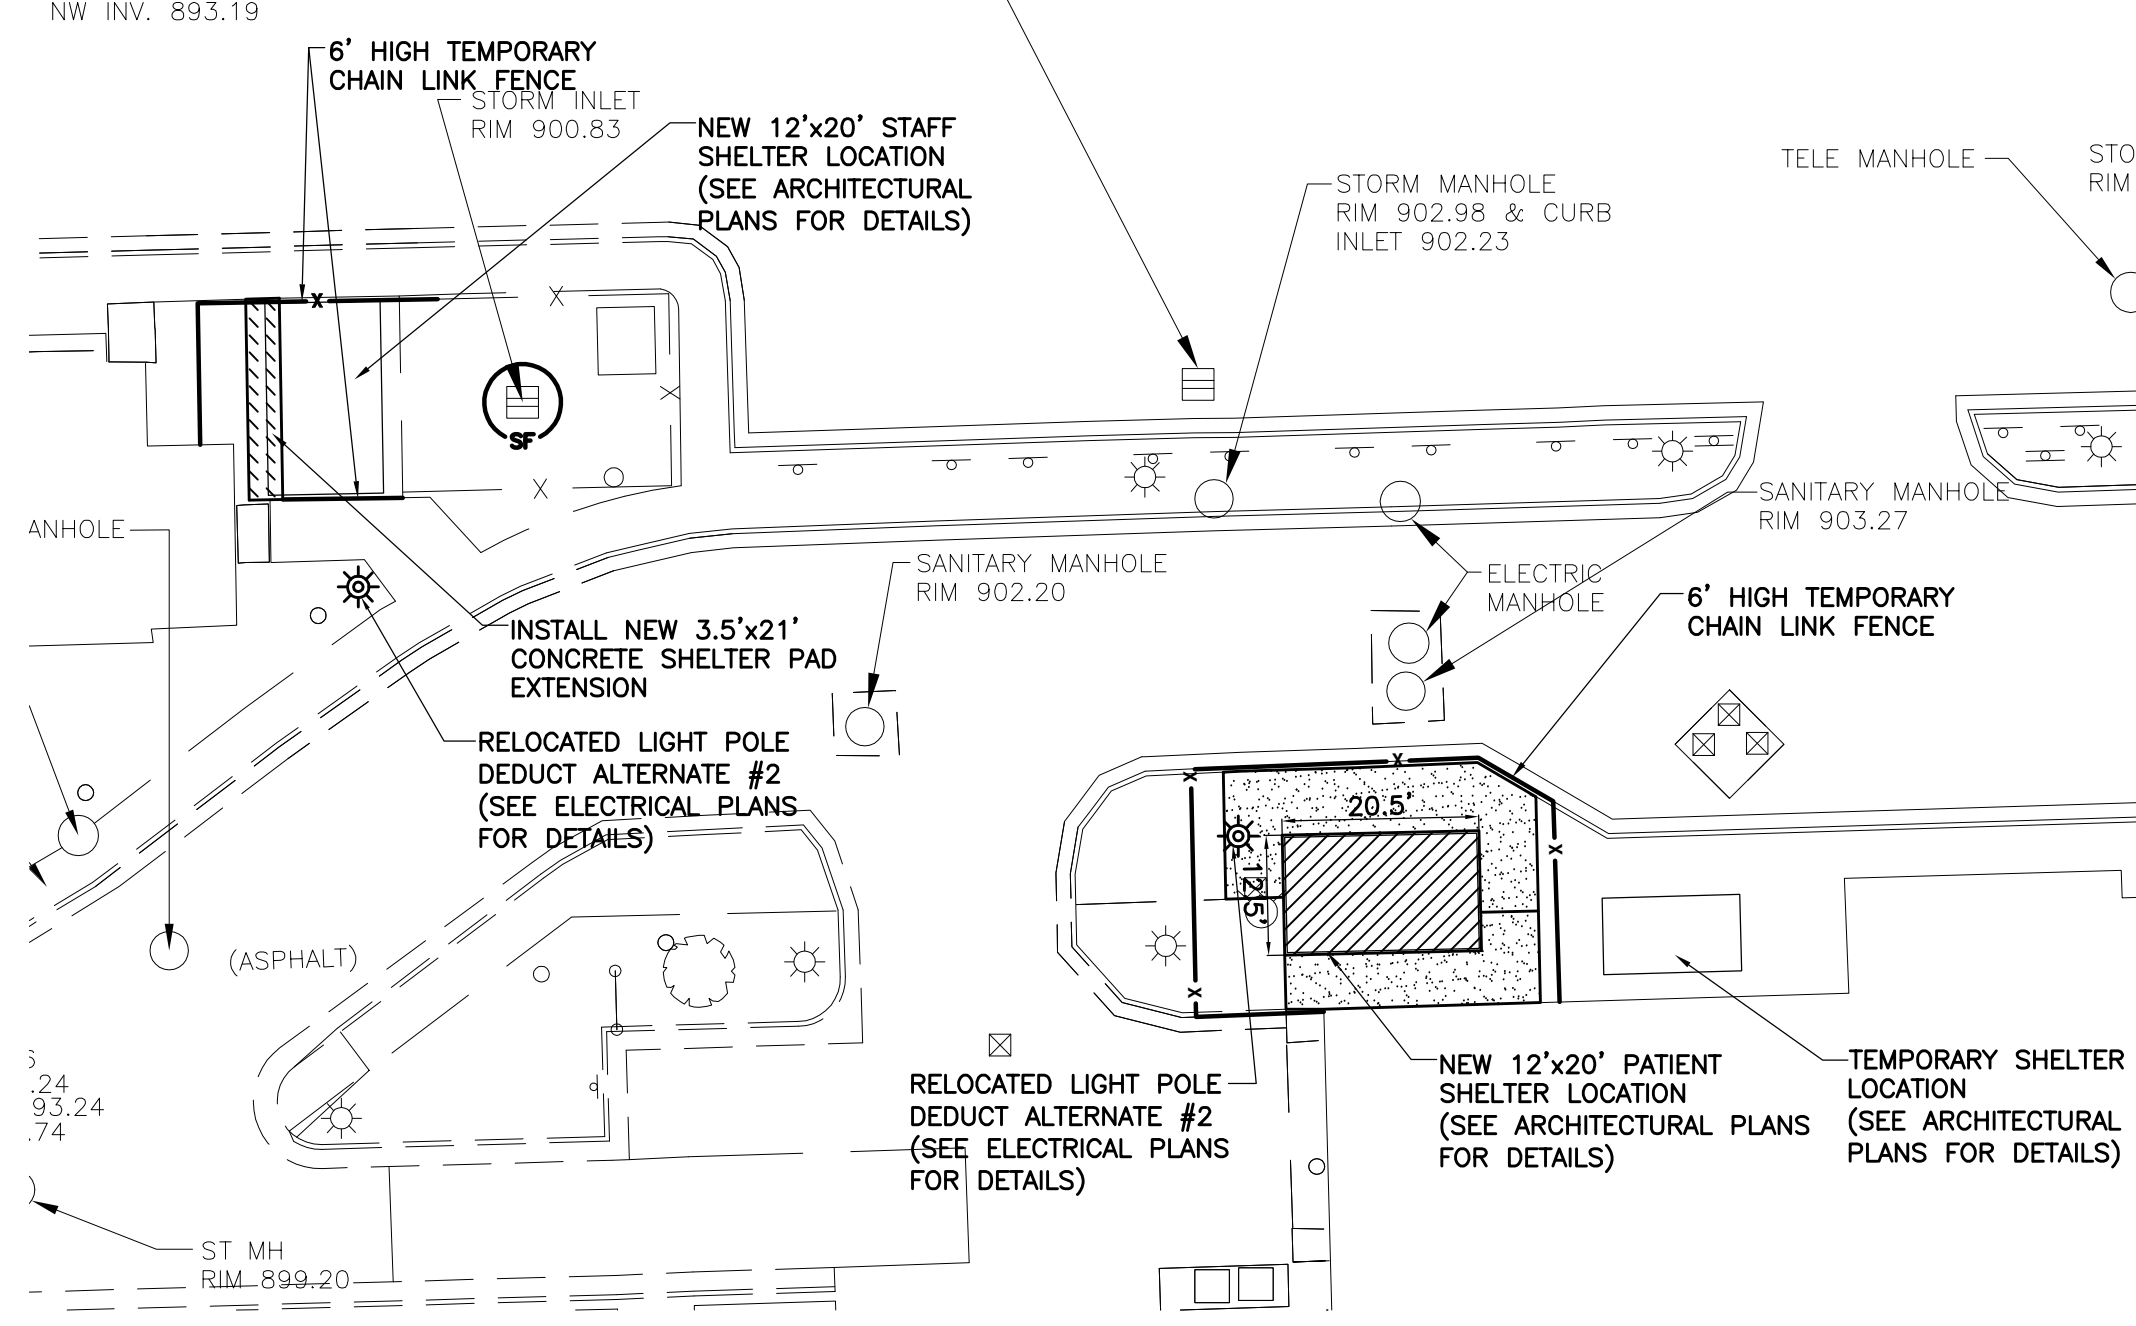 NW INV. 893.19
6' HIGH TEMPORARY
CHAIN LINK FENCE
STORM INLET
RIM 900.83
NEW 12'x20' STAFF
SHELTER LOCATION
(SEE ARCHITECTURAL
PLANS FOR DETAILS)
STORM MANHOLE
RIM 902.98 & CURB
INLET 902.23
TELE MANHOLE
STO
RIM
X
X
X
X
SF
SANITARY MANHOLE
RIM 903.27
ANHOLE
SANITARY MANHOLE
RIM 902.20
ELECTRIC
MANHOLE
6' HIGH TEMPORARY
CHAIN LINK FENCE
INSTALL NEW 3.5'x21'
CONCRETE SHELTER PAD
EXTENSION
RELOCATED LIGHT POLE
DEDUCT ALTERNATE #2
(SEE ELECTRICAL PLANS
FOR DETAILS)
X
X
20.5'
X
12.5'
X
(ASPHALT)
.24
93.24
.74
RELOCATED LIGHT POLE
DEDUCT ALTERNATE #2
(SEE ELECTRICAL PLANS
FOR DETAILS)
NEW 12'x20' PATIENT
SHELTER LOCATION
(SEE ARCHITECTURAL PLANS
FOR DETAILS)
TEMPORARY SHELTER
LOCATION
(SEE ARCHITECTURAL
PLANS FOR DETAILS)
ST MH
RIM 899.20